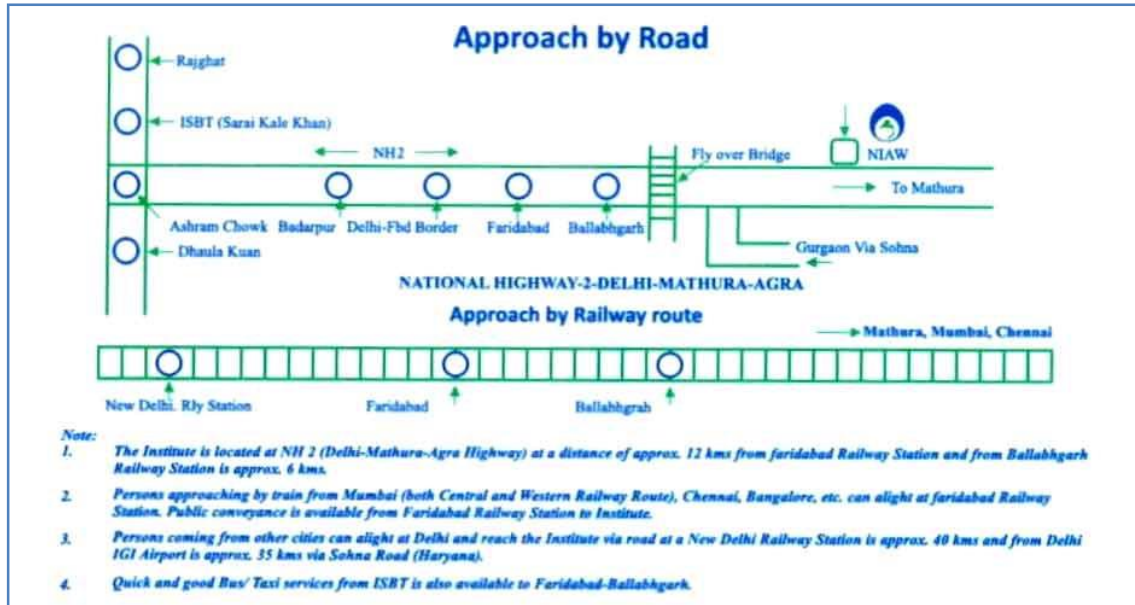 Approach by Road
Rajghat
ISBT (Sarai Kale Khan)
NH2
Fly over Bridge
NIAW
To Mathura
Ashram Chowk
Badarpur
Delhi-Fbd Border
Faridabad
Ballabhgarh
Dhaula Kuan
Gurgaon Via Sohna
NATIONAL HIGHWAY-2-DELHI-MATHURA-AGRA
Approach by Railway route
Mathura, Mumbai, Chennai
New Delhi. Rly Station
Faridabad
Ballabhgrah
Note:
1. The Institute is located at NH 2 (Delhi-Mathura-Agra Highway) at a distance of approx. 12 kms from faridabad Railway Station and from Ballabhgarh
Railway Station is approx. 6 kms.
2. Persons approaching by train from Mumbai (both Central and Western Railway Route), Chennai, Bangalore, etc. can alight at faridabad Railway
Station. Public conveyance is available from Faridabad Railway Station to Institute.
3. Persons coming from other cities can alight at Delhi and reach the Institute via road at a New Delhi Railway Station is approx. 40 kms and from Delhi
IGI Airport is approx. 35 kms via Sohna Road (Haryana).
4. Quick and good Bus/ Taxi services from ISBT is also available to Faridabad-Ballabhgarh.